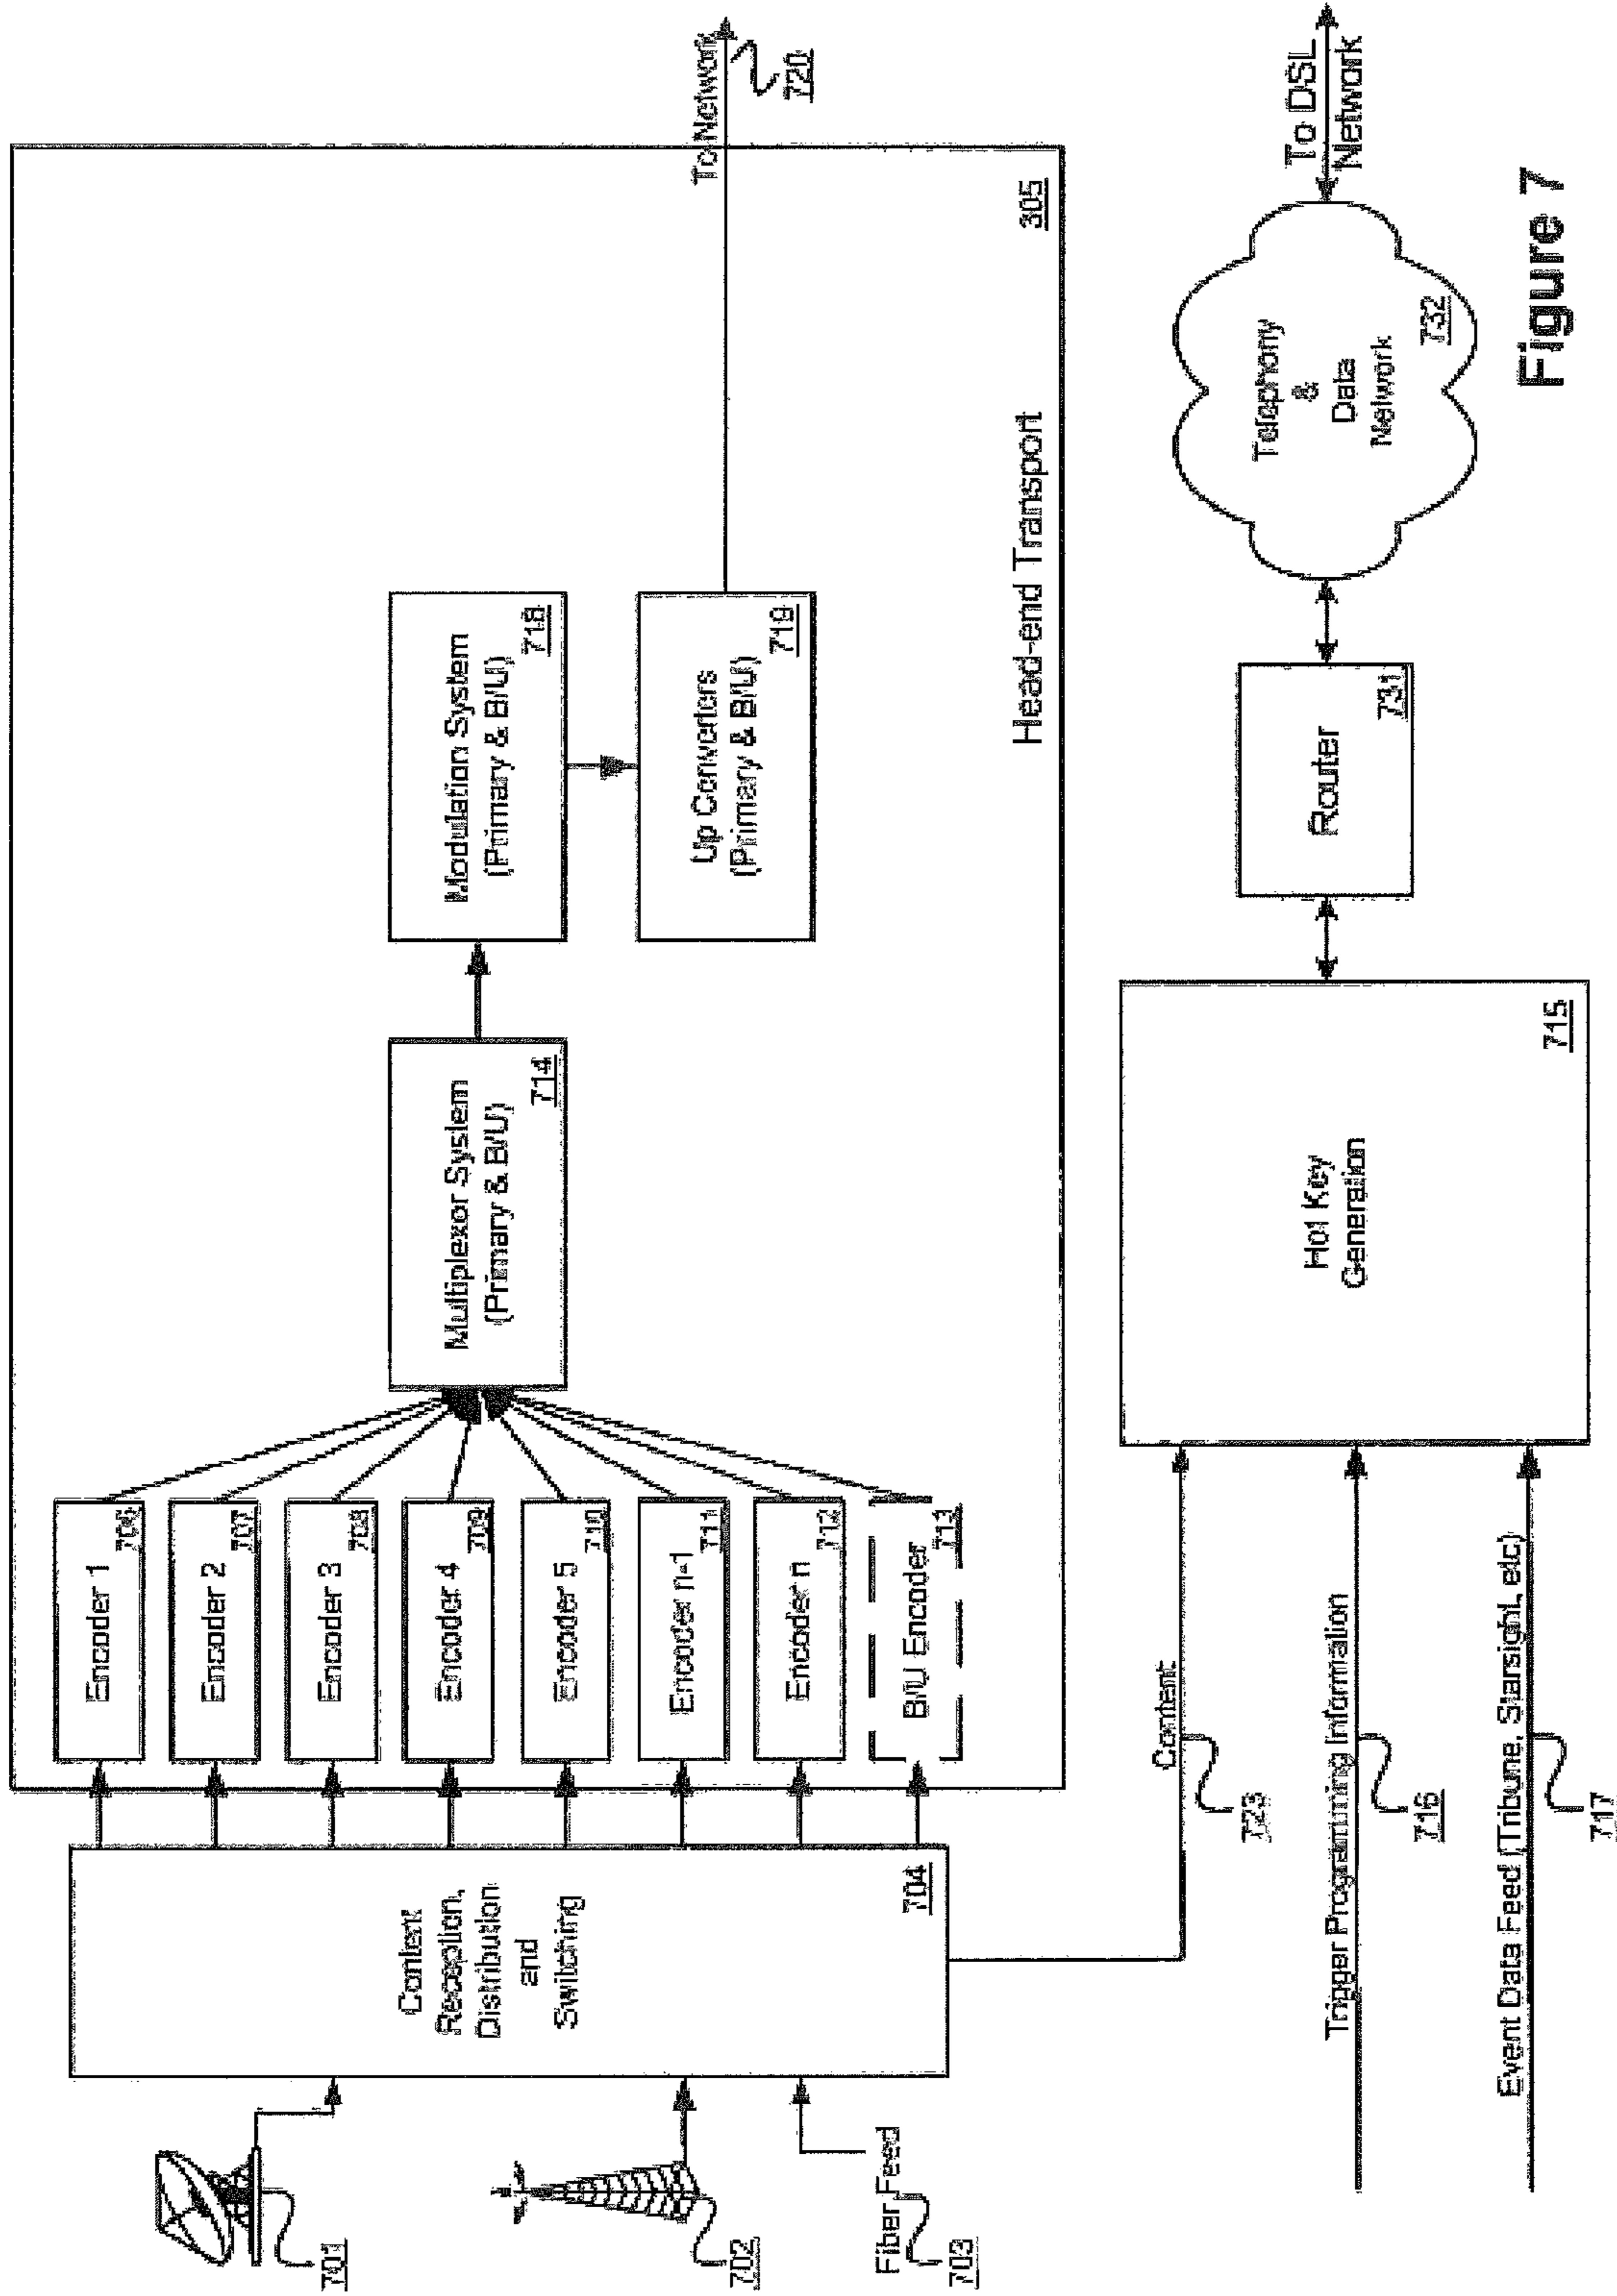 701
702
Fiber Feed
703
Content
Reception,
Distribution
and
Switching
704
Encoder 1
706
Encoder 2
707
Encoder 3
708
Encoder 4
709
Encoder 5
710
Encoder n-1
711
Encoder n
712
B/U Encoder
713
Multiplexor System
(Primary & B/U)
714
Modulation System
(Primary & B/U)
718
Up Converters
(Primary & B/U)
719
To Network
720
Head-end Transport
305
Content
723
Trigger Programming Information
716
Event Data Feed (Tribune, Starsight, etc)
717
Hot Key
Generation
715
Router
731
Telephony
&
Data
Network
732
To DSL
Network
Figure 7